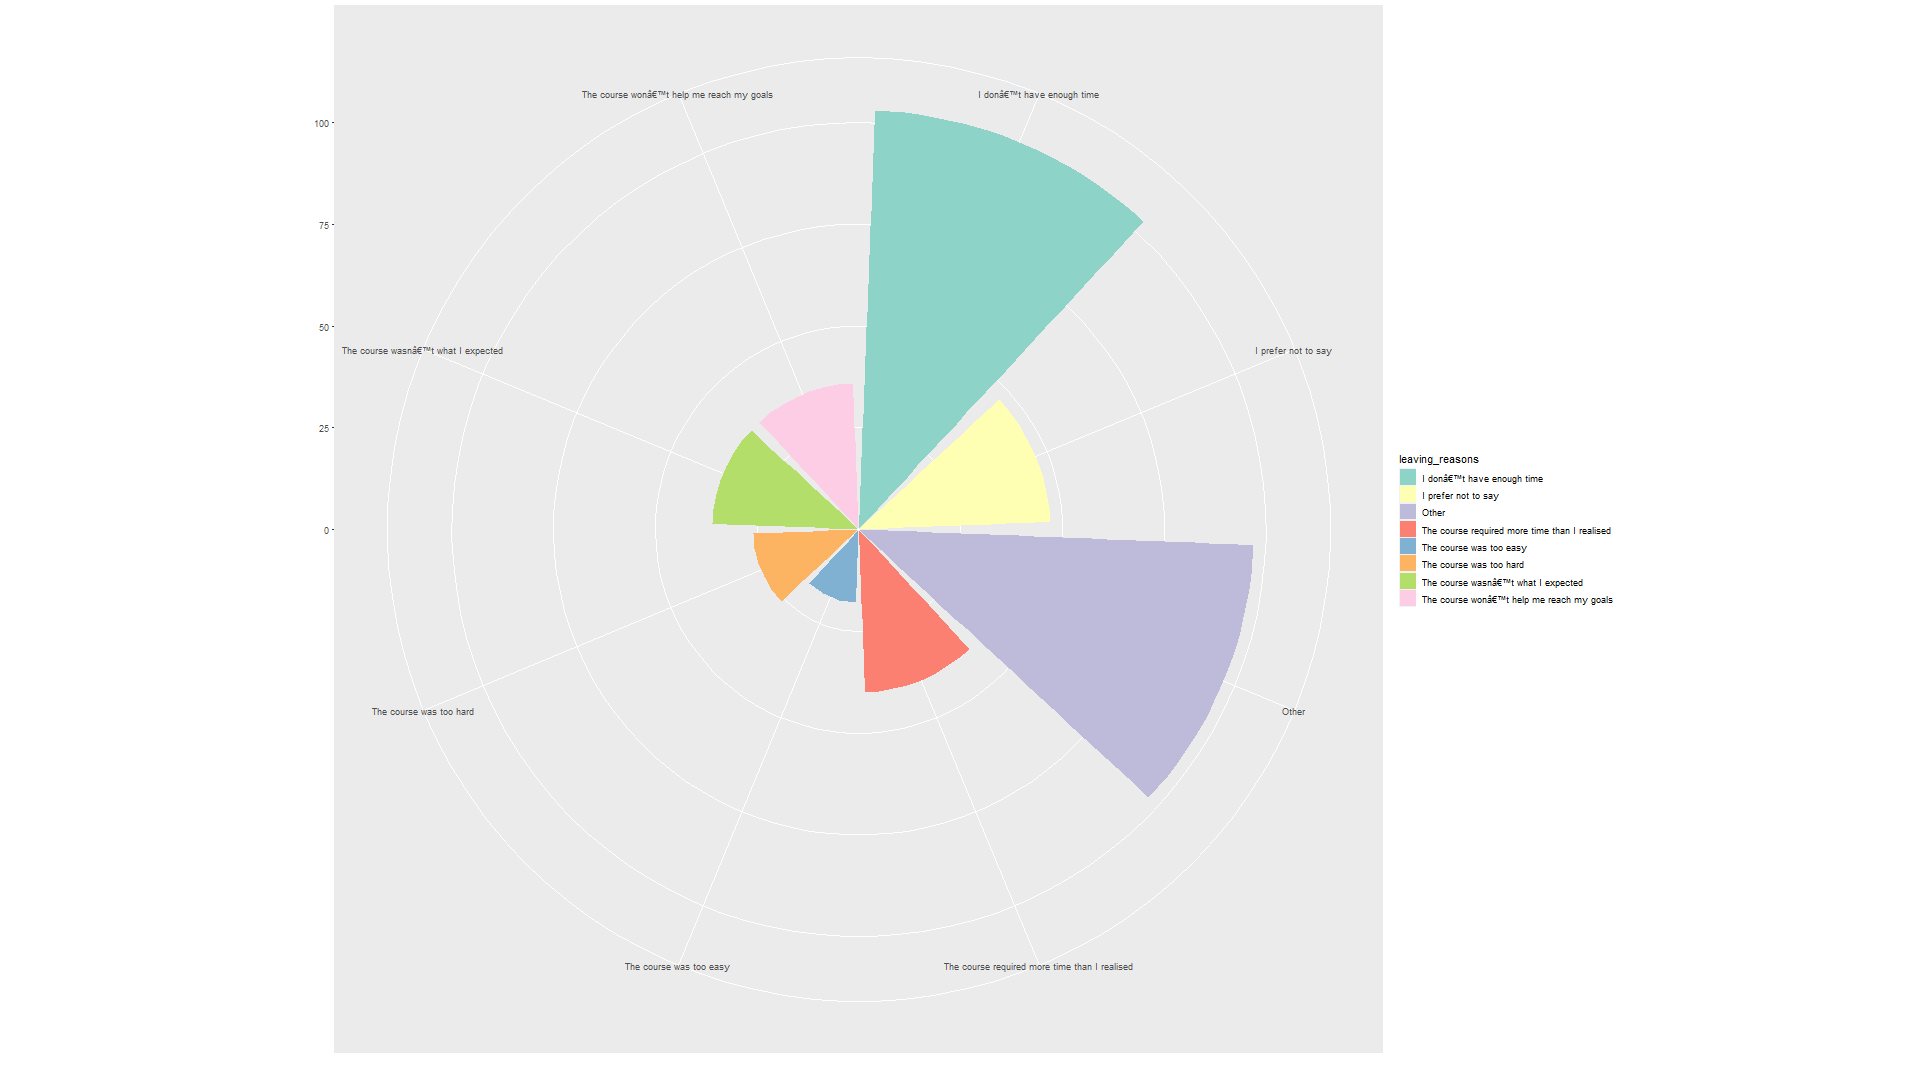 The course wonâ€™t help me reach my goals
I donâ€™t have enough time
100
75
50
The course wasnâ€™t what I expected
I prefer not to say
25
0
The course was too hard
Other
The course was too easy
The course required more time than I realised
leaving_reasons
I donâ€™t have enough time
I prefer not to say
Other
The course required more time than I realised
The course was too easy
The course was too hard
The course wasnâ€™t what I expected
The course wonâ€™t help me reach my goals